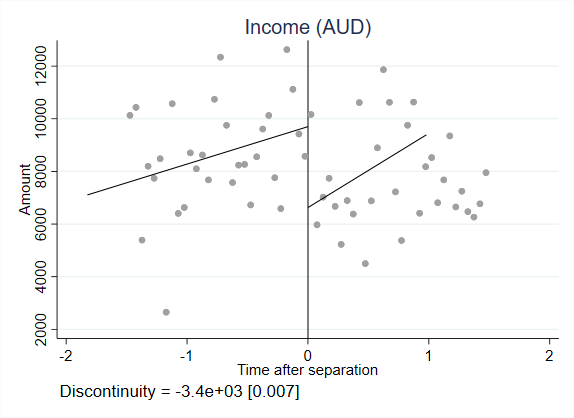 Income (AUD)
Amount
12000
10000
8000
6000
4000
2000
-2
-1
0
1
2
Time after separation
Discontinuity = -3.4e+03 [0.007]